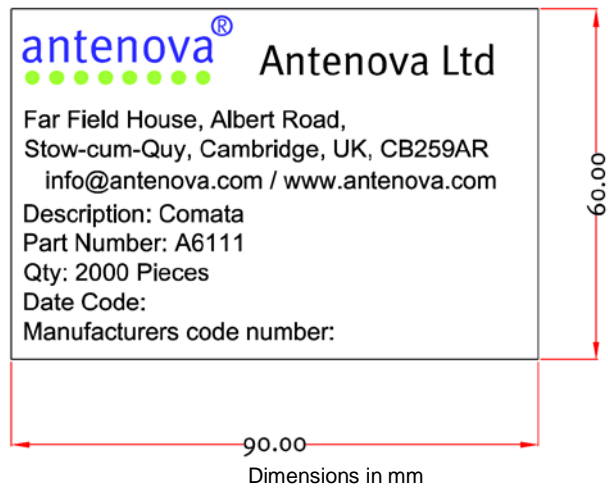 antenova®
Antenova Ltd
Far Field House, Albert Road,
Stow-cum-Quy, Cambridge, UK, CB259AR
info@antenova.com / www.antenova.com
Description: Comata
Part Number: A6111
Qty: 2000 Pieces
Date Code:
Manufacturers code number:
60.00
90.00
Dimensions in mm